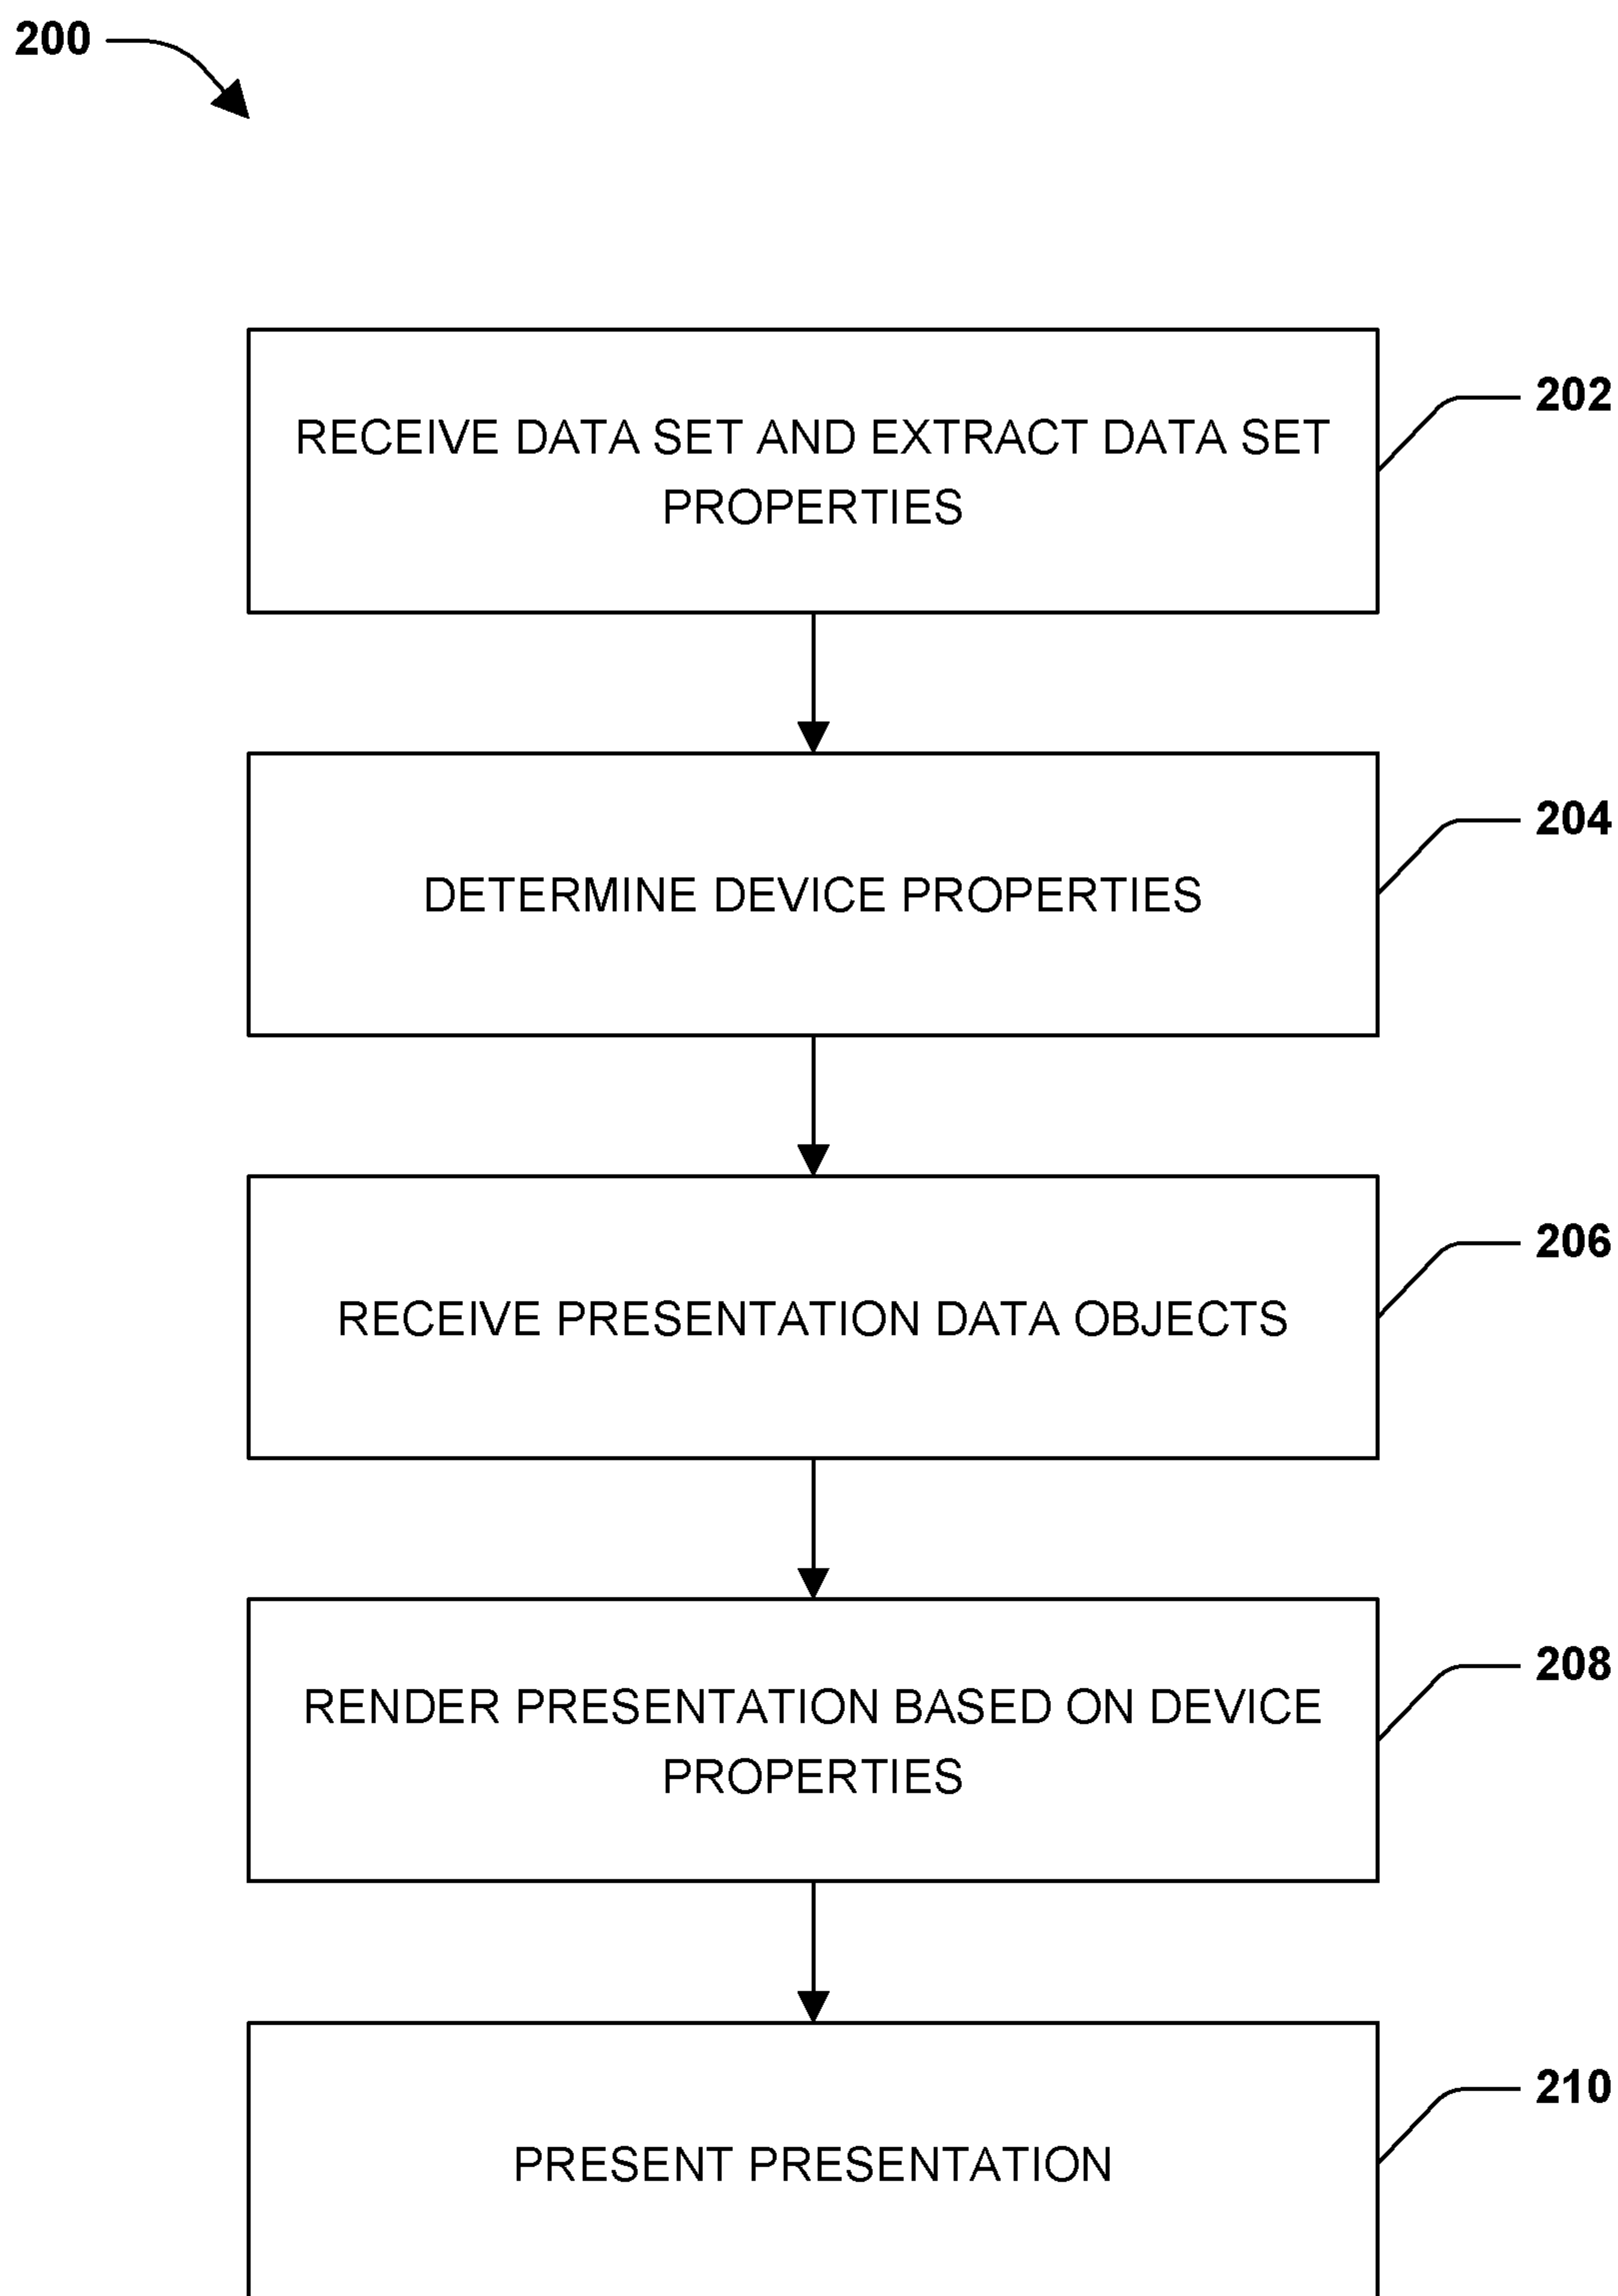 200
RECEIVE DATA SET AND EXTRACT DATA SET
PROPERTIES
202
DETERMINE DEVICE PROPERTIES
204
RECEIVE PRESENTATION DATA OBJECTS
206
RENDER PRESENTATION BASED ON DEVICE
PROPERTIES
208
PRESENT PRESENTATION
210